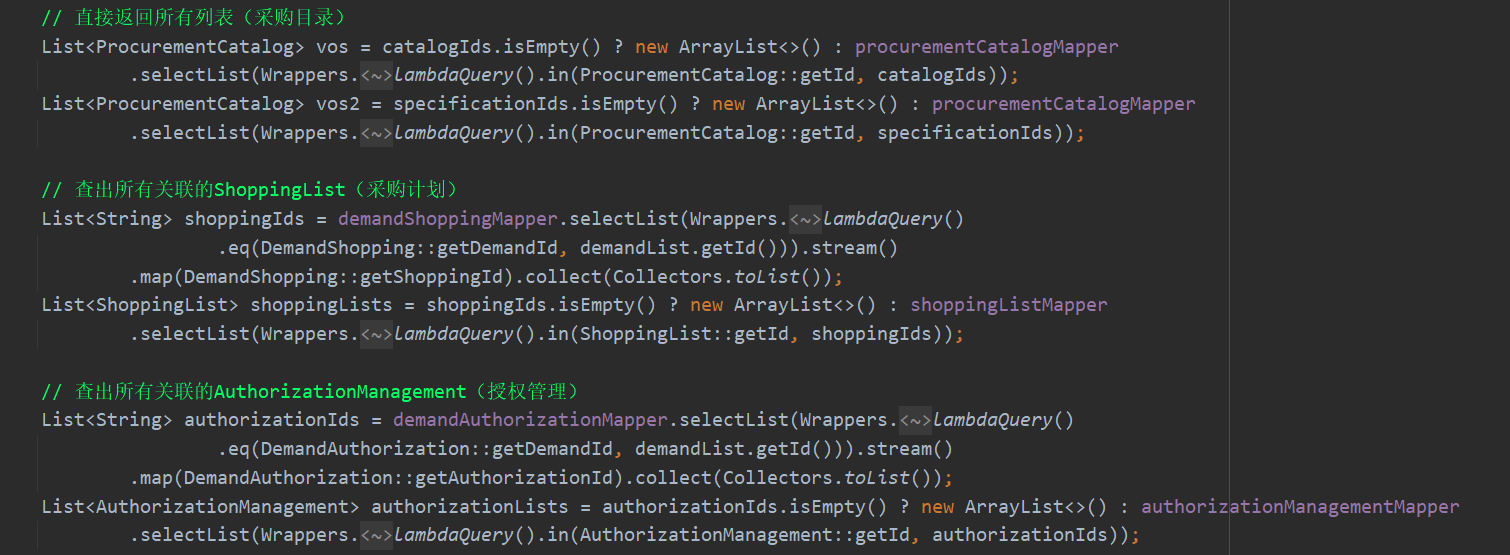 // 直接返回所有列表（采购目录）
List<ProcurementCatalog> vos = catalogIds.isEmpty() ? new ArrayList<>() : procurementCatalogMapper
.selectList(Wrappers.<~>lambdaQuery().in(ProcurementCatalog::getId, catalogIds));
List<ProcurementCatalog> vos2 = specificationIds.isEmpty() ? new ArrayList<>() : procurementCatalogMapper
.selectList(Wrappers.<~>lambdaQuery().in(ProcurementCatalog::getId, specificationIds));
// 查出所有关联的ShoppingList（采购计划）
List<String> shoppingIds = demandShoppingMapper.selectList(Wrappers.<~>lambdaQuery()
.eq(DemandShopping::getDemandId, demandList.getId())).stream()
.map(DemandShopping::getShoppingId).collect(Collectors.toList());
List<ShoppingList> shoppingLists = shoppingIds.isEmpty() ? new ArrayList<>() : shoppingListMapper
.selectList(Wrappers.<~>lambdaQuery().in(ShoppingList::getId, shoppingIds));
// 查出所有关联的AuthorizationManagement（授权管理）
List<String> authorizationIds = demandAuthorizationMapper.selectList(Wrappers.<~>lambdaQuery()
.eq(DemandAuthorization::getDemandId, demandList.getId())).stream()
.map(DemandAuthorization::getAuthorizationId).collect(Collectors.toList());
List<AuthorizationManagement> authorizationLists = authorizationIds.isEmpty() ? new ArrayList<>() : authorizationManagementMapper
.selectList(Wrappers.<~>lambdaQuery().in(AuthorizationManagement::getId, authorizationIds));